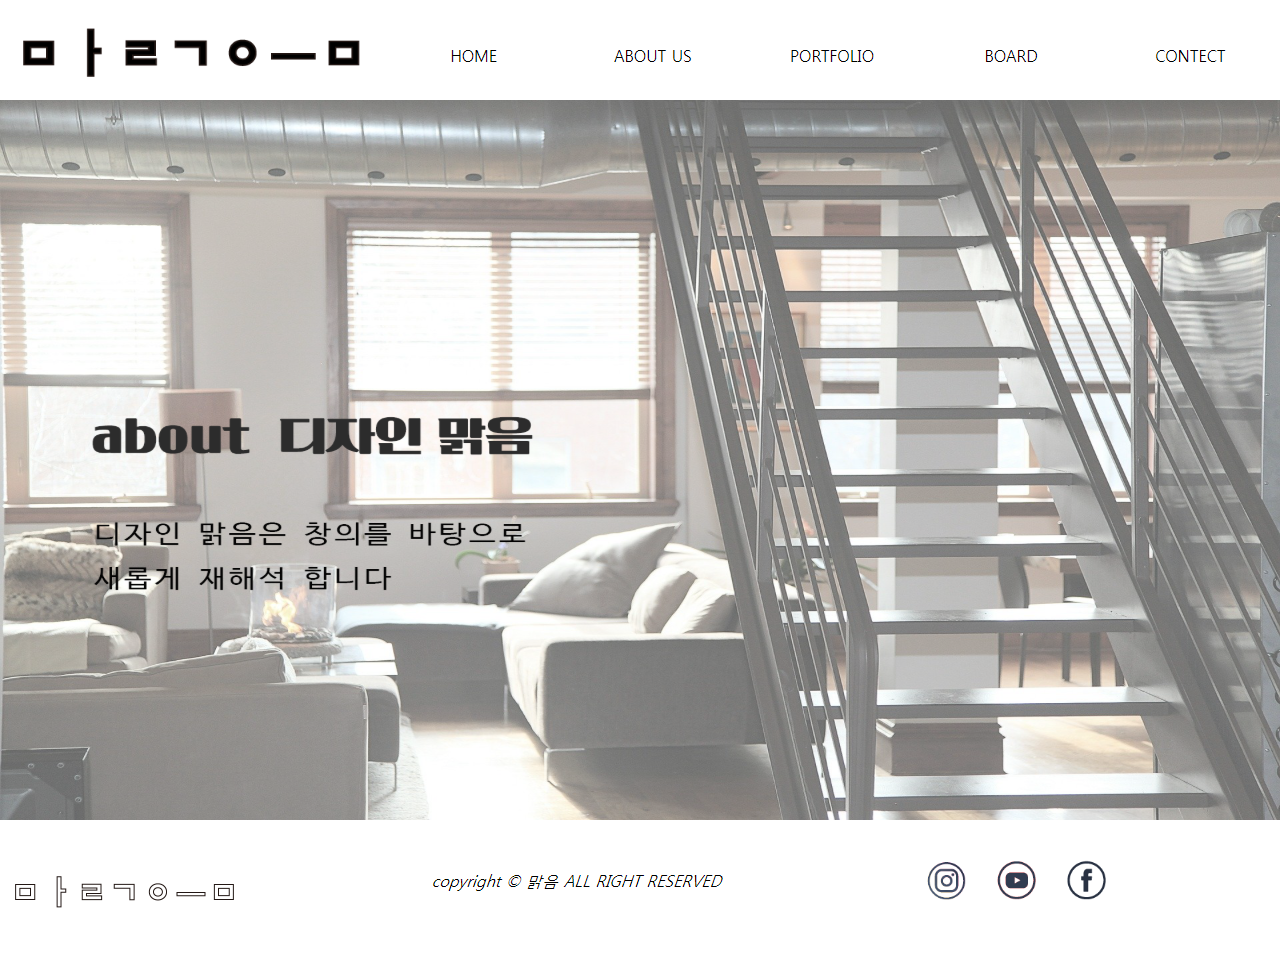 ㅁㅏㄹㄱㅇㅡㅁ
HOME
ABOUT US
PORTFOLIO
BOARD
CONTECT
about 디자인 맑음
디자인 맑음은 창의를 바탕으로
새롭게 재해석 합니다
ㅁㅏㄹㄱㅇㅡㅁ
copyright © 맑음 ALL RIGHT RESERVED